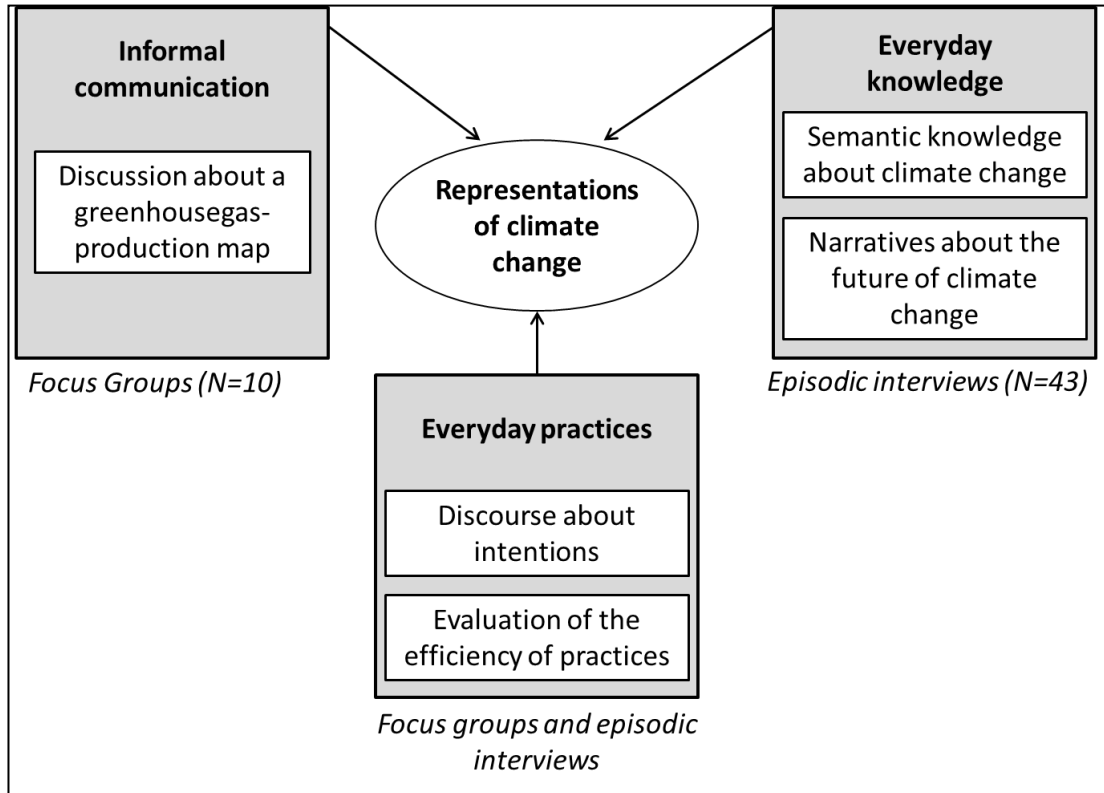 Informal
communication
Discussion about a
greenhousegas-
production map
Focus Groups (N=10)
Representations
of climate
change
Everyday
knowledge
Semantic knowledge
about climate change
Narratives about the
future of climate
change
Episodic interviews (N=43)
Everyday practices
Discourse about
intentions
Evaluation of the
efficiency of practices
Focus groups and episodic
interviews